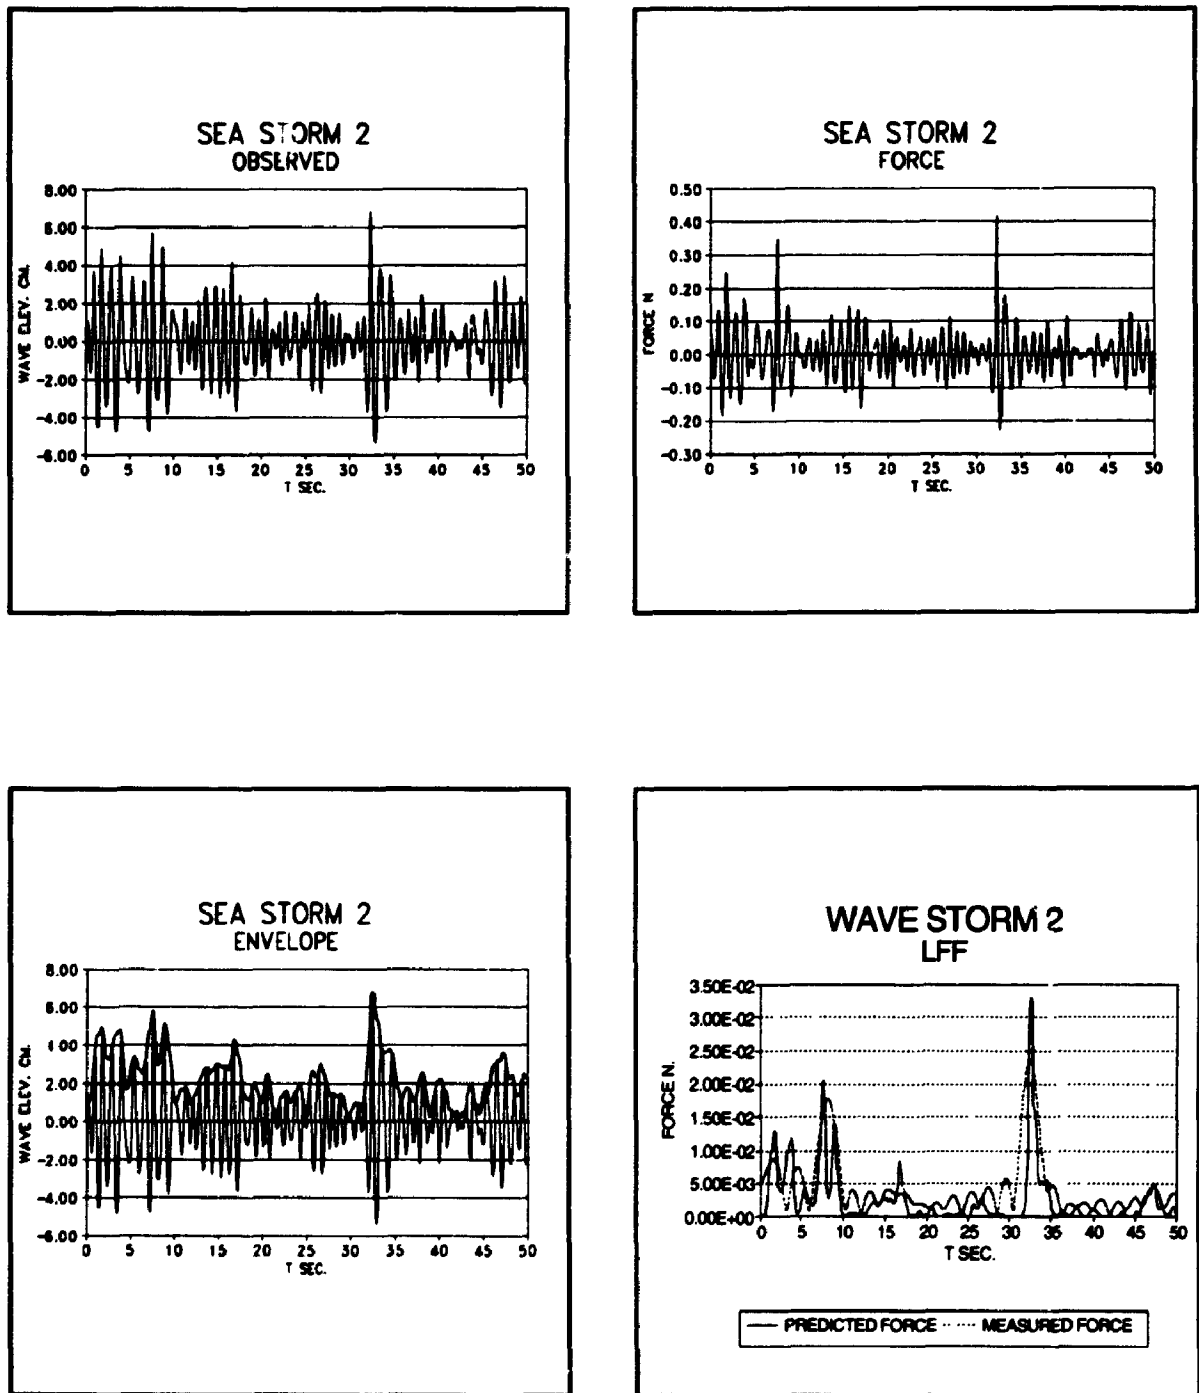 SEA STORM 2
OBSERVED
8.00
6.00
4.00
2.00
0.00
-2.00
-4.00
-6.00
WAVE ELEV. CM.
0 5 10 15 20 25 30 35 40 45 50
T SEC.
SEA STORM 2
FORCE
0.50
0.40
0.30
0.20
0.10
0.00
-0.10
-0.20
-0.30
FORCE N
0 5 10 15 20 25 30 35 40 45 50
T SEC.
SEA STORM 2
ENVELOPE
8.00
6.00
4.00
2.00
0.00
-2.00
-4.00
-6.00
WAVE ELEV. CM.
0 5 10 15 20 25 30 35 40 45 50
T SEC.
WAVE STORM 2
LFF
3.50E-02
3.00E-02
2.50E-02
2.00E-02
1.50E-02
1.00E-02
5.00E-03
0.00E+00
FORCE N.
0 5 10 15 20 25 30 35 40 45 50
T SEC.
PREDICTED FORCE MEASURED FORCE